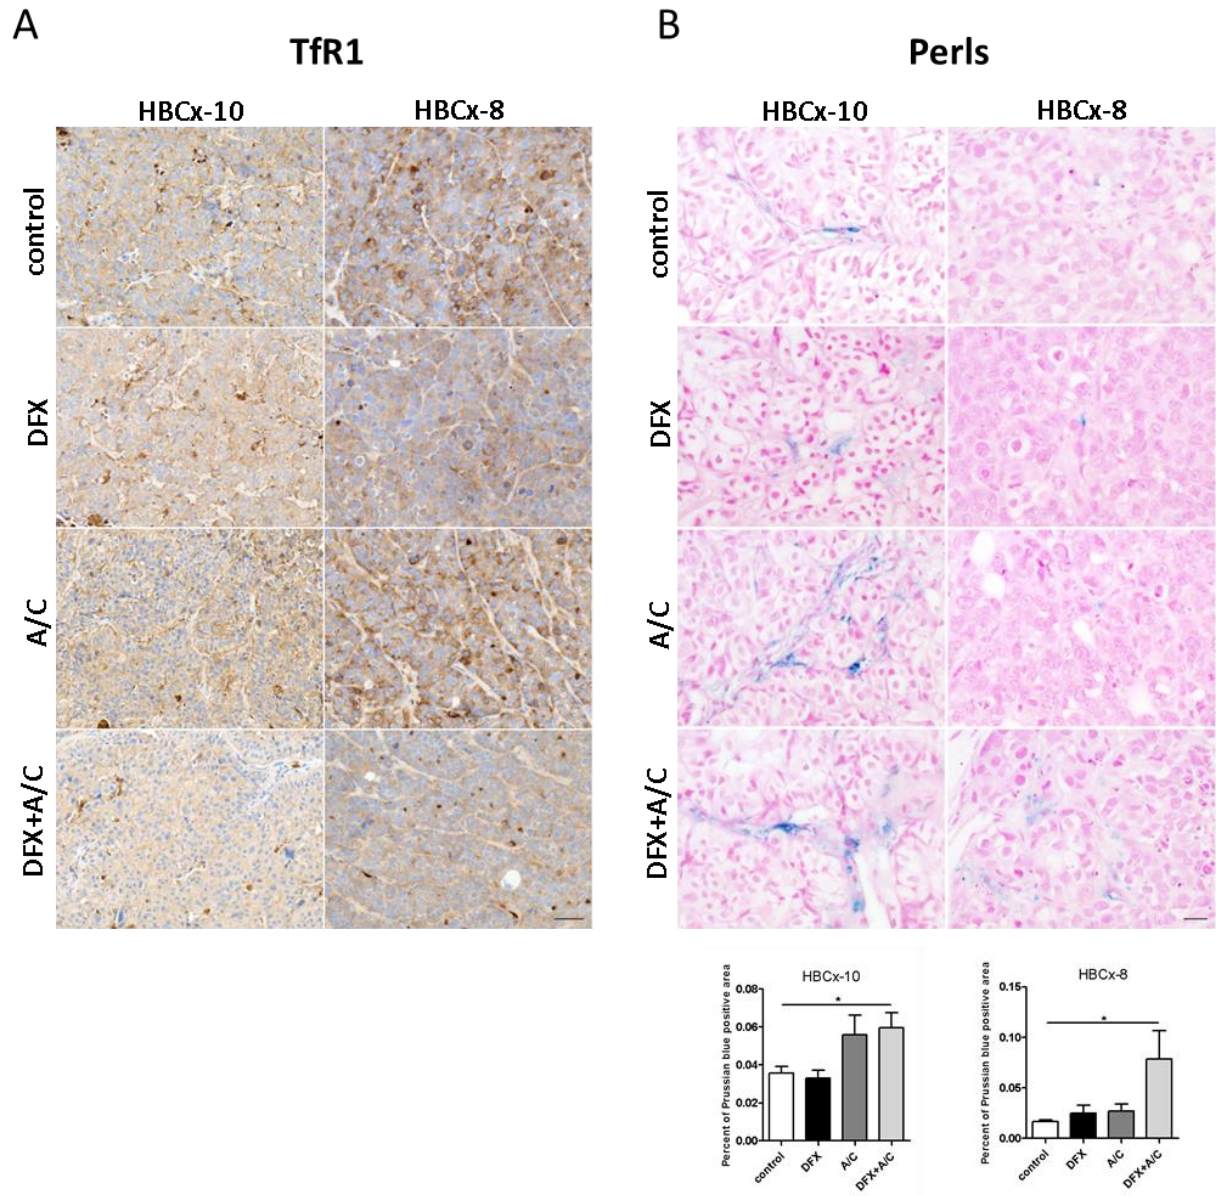 A
B
TfR1
Perls
HBCx-10
HBCx-8
HBCx-10
HBCx-8
control
control
DFX
DFX
A/C
A/C
DFX+A/C
DFX+A/C
HBCx-10
Percent of Prussian blue positive area
0.08
0.06
0.04
0.02
0.00
*
control
DFX
A/C
DFX+A/C
HBCx-8
Percent of Prussian blue positive area
0.15
0.10
0.05
0.00
*
control
DFX
A/C
DFX+A/C